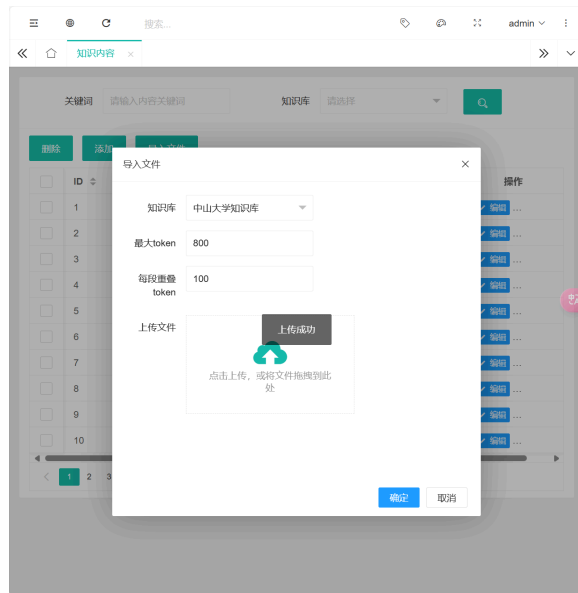 搜索...
admin
知识内容 ×
关键词 请输入内容关键词 知识库 请选择
删除 添加 导入文件
ID 操作
1 编辑 ...
2 编辑 ...
3 编辑 ...
4 编辑 ...
5 编辑 ...
6 编辑 ...
7 编辑 ...
8 编辑 ...
9 编辑 ...
10 编辑 ...
1 2 3
导入文件
知识库 中山大学知识库
最大token 800
每段重叠 100
token
上传文件
上传成功
点击上传，或将文件拖拽到此
处
确定 取消